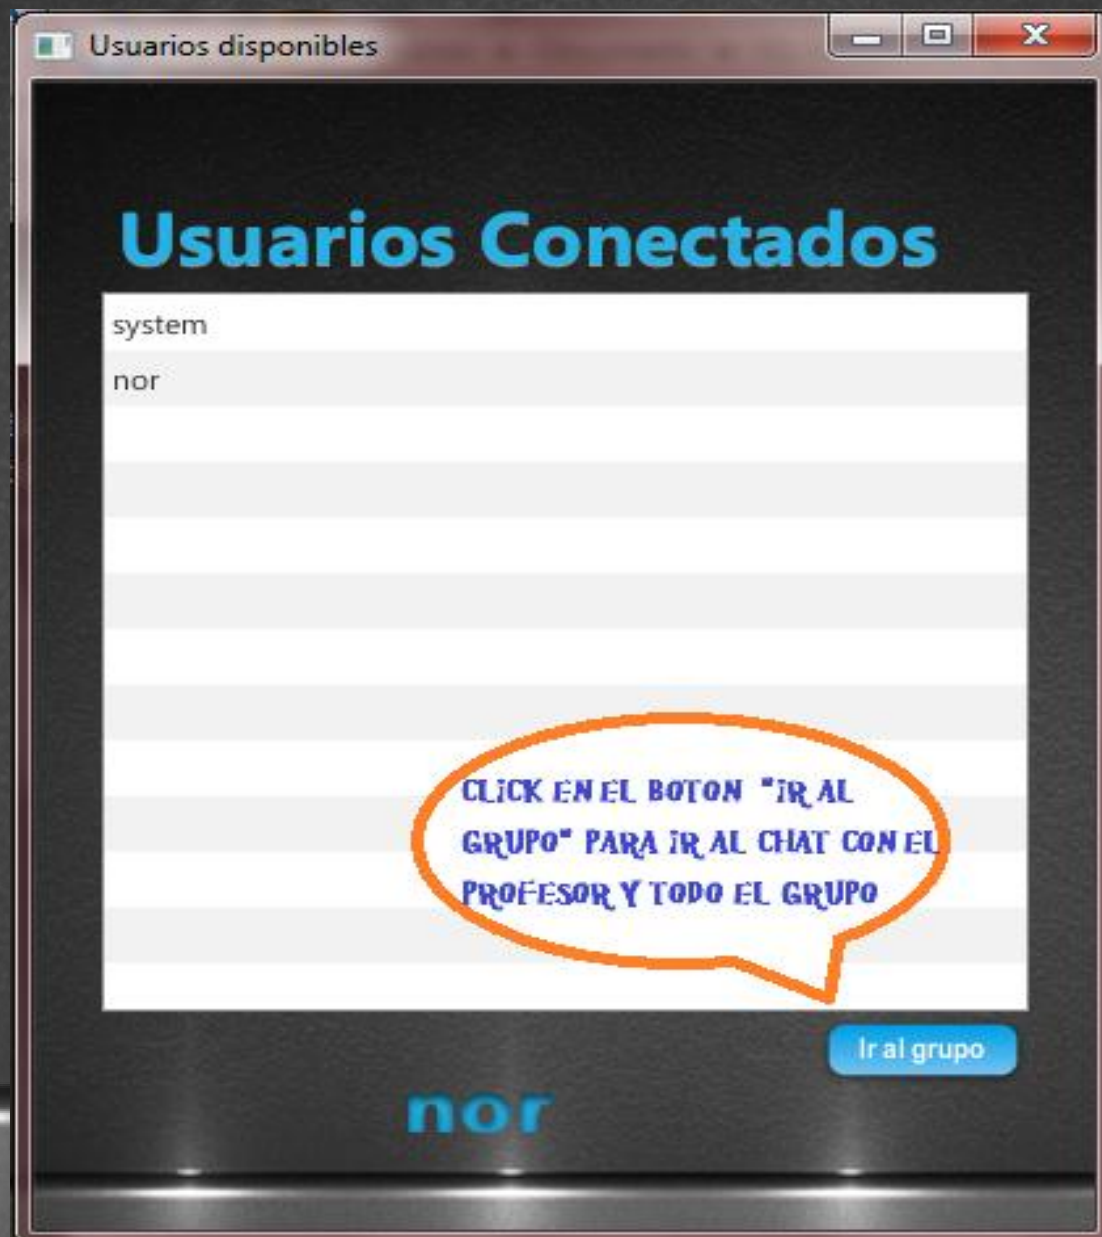 Usuarios disponibles
Usuarios Conectados
system
nor
CLICK EN EL BOTON "IR AL
GRUPO" PARA IR AL CHAT CON EL
PROFESOR Y TODO EL GRUPO
Ir al grupo
nor